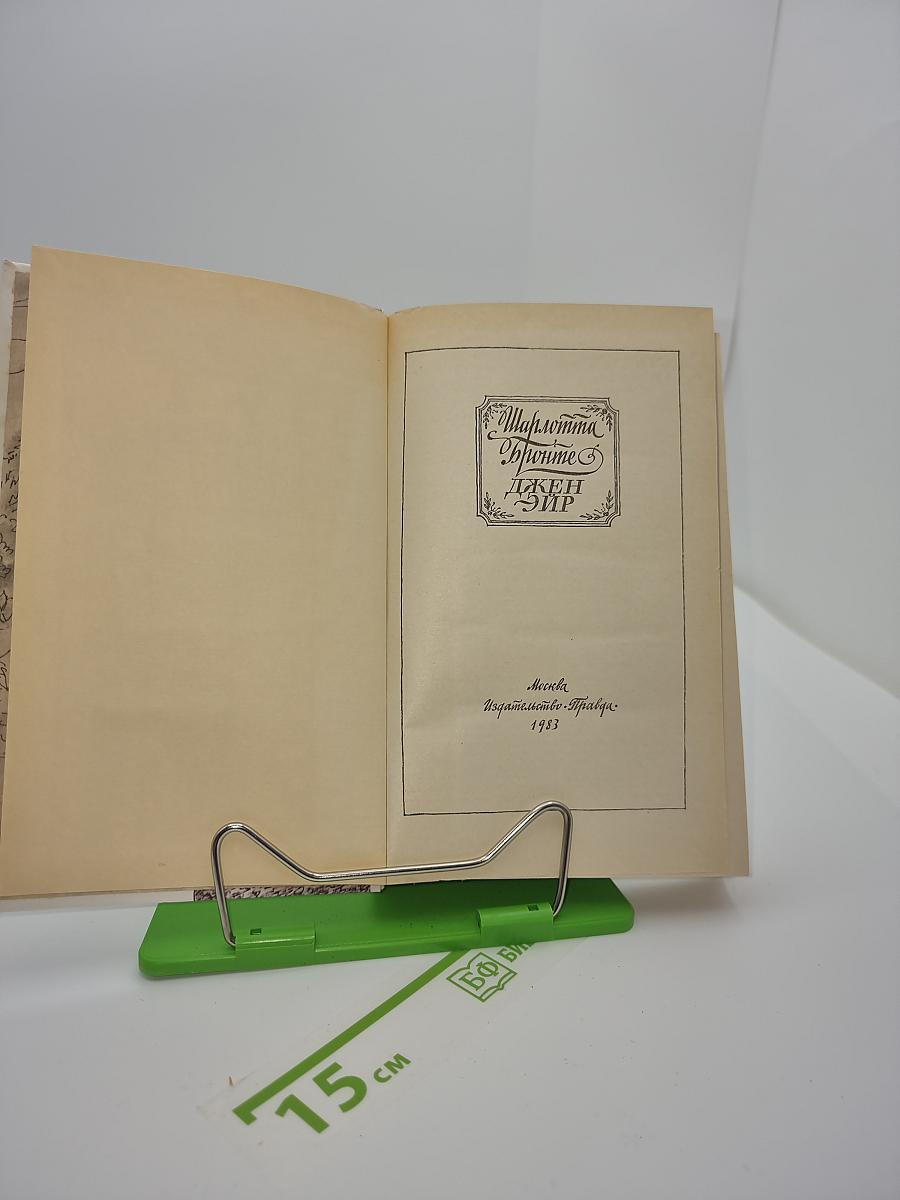 Шарлотта
Бронте
ДЖЕН
ЭЙР
Москва
Издательство·Правда·
1983
БФ
15 см